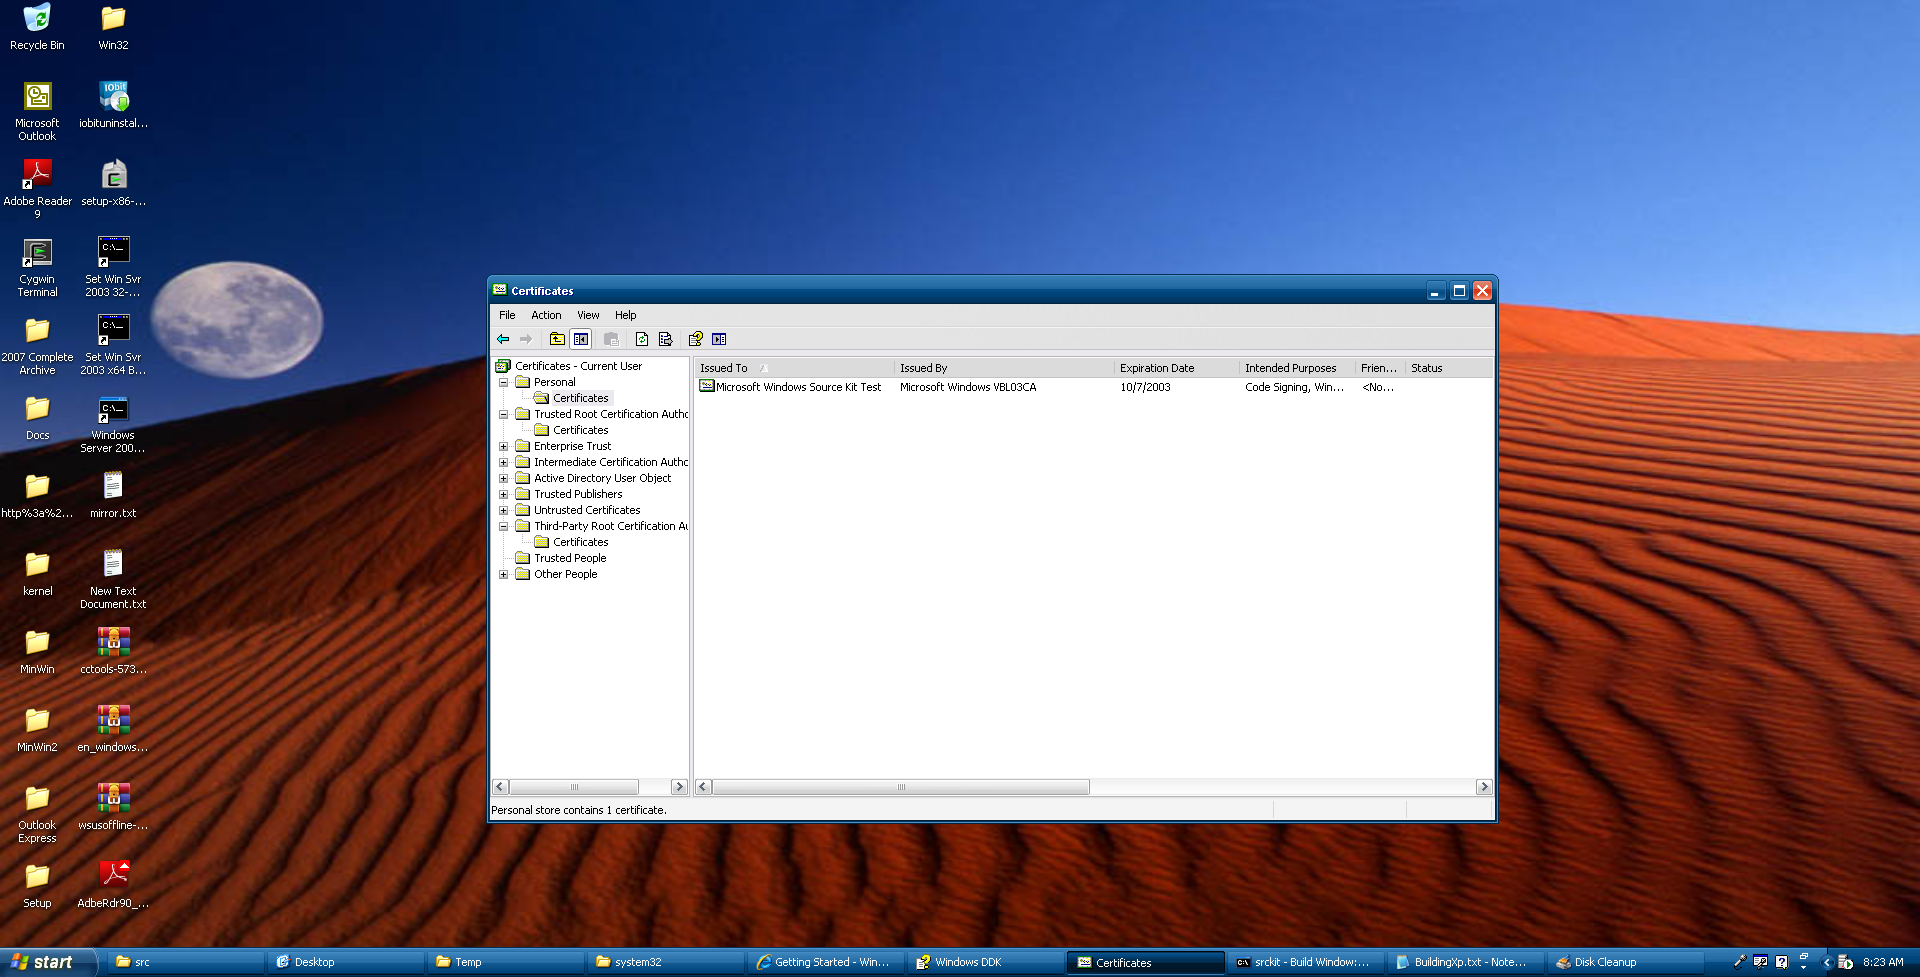 Recycle Bin
Win32
Microsoft
Outlook
iobituninstal...
Adobe Reader
9
setup-x86-...
Cygwin
Terminal
Set Win Svr
2003 32-...
2007 Complete
Archive
Set Win Svr
2003 x64 B...
Docs
Windows
Server 200...
http%3a%2...
mirror.txt
kernel
New Text
Document.txt
MinWin
cctools-573...
MinWin2
en_windows...
Outlook
Express
wsusoffline-...
Setup
AdbeRdr90_...
Certificates
File Action View Help
Certificates - Current User
Personal
Certificates
Trusted Root Certification Autho
Certificates
Enterprise Trust
Intermediate Certification Autho
Active Directory User Object
Trusted Publishers
Untrusted Certificates
Third-Party Root Certification Au
Certificates
Trusted People
Other People
Issued To Issued By Expiration Date Intended Purposes Frien... Status
Microsoft Windows Source Kit Test Microsoft Windows VBL03CA 10/7/2003 Code Signing, Win... <No...
Personal store contains 1 certificate.
start src Desktop Temp system32 Getting Started - Win... Windows DDK Certificates srckit - Build Window:... BuildingXp.txt - Note... Disk Cleanup 8:23 AM